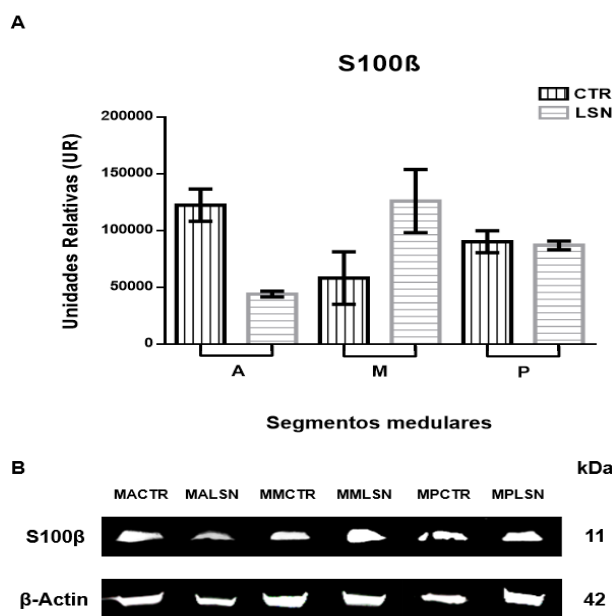 A
S100ß
CTR
LSN
Unidades Relativas (UR)
200000
150000
100000
50000
0
A M P
Segmentos medulares
B
kDa
MACTR MALSN MMCTR MMLSN MPCTR MPLSN
S100β 11
β-Actin 42